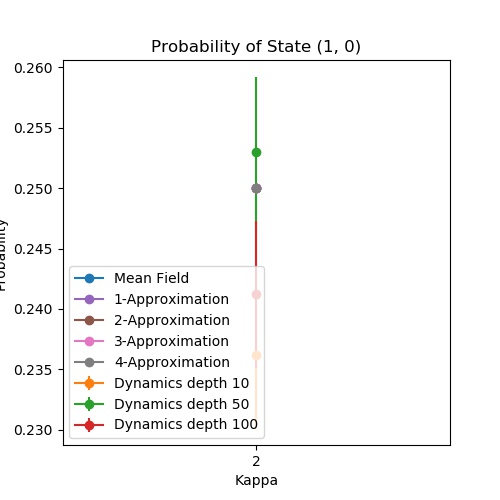 Probability of State (1, 0)
0.260
0.255
0.250
0.245
0.240
0.235
0.230
Probability
Mean Field
1-Approximation
2-Approximation
3-Approximation
4-Approximation
Dynamics depth 10
Dynamics depth 50
Dynamics depth 100
2
Kappa